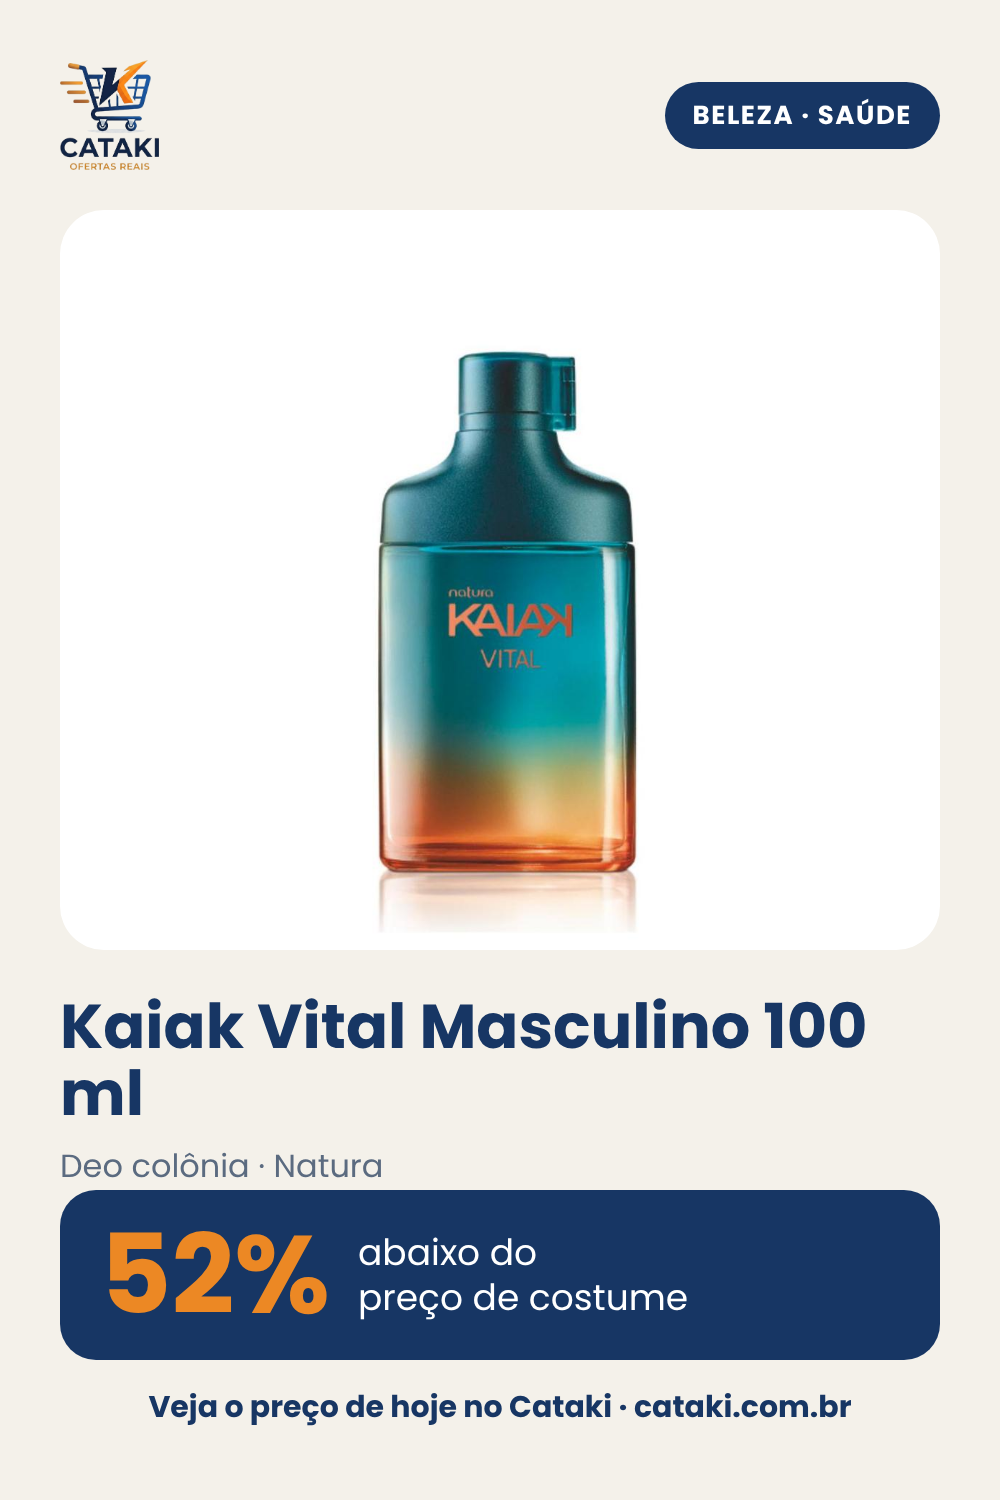 CATAKI
OFERTAS REAIS
BELEZA · SAÚDE
natura
KAIAK
VITAL
Kaiak Vital Masculino 100
ml
Deo colônia · Natura
52%
abaixo do
preço de costume
Veja o preço de hoje no Cataki · cataki.com.br